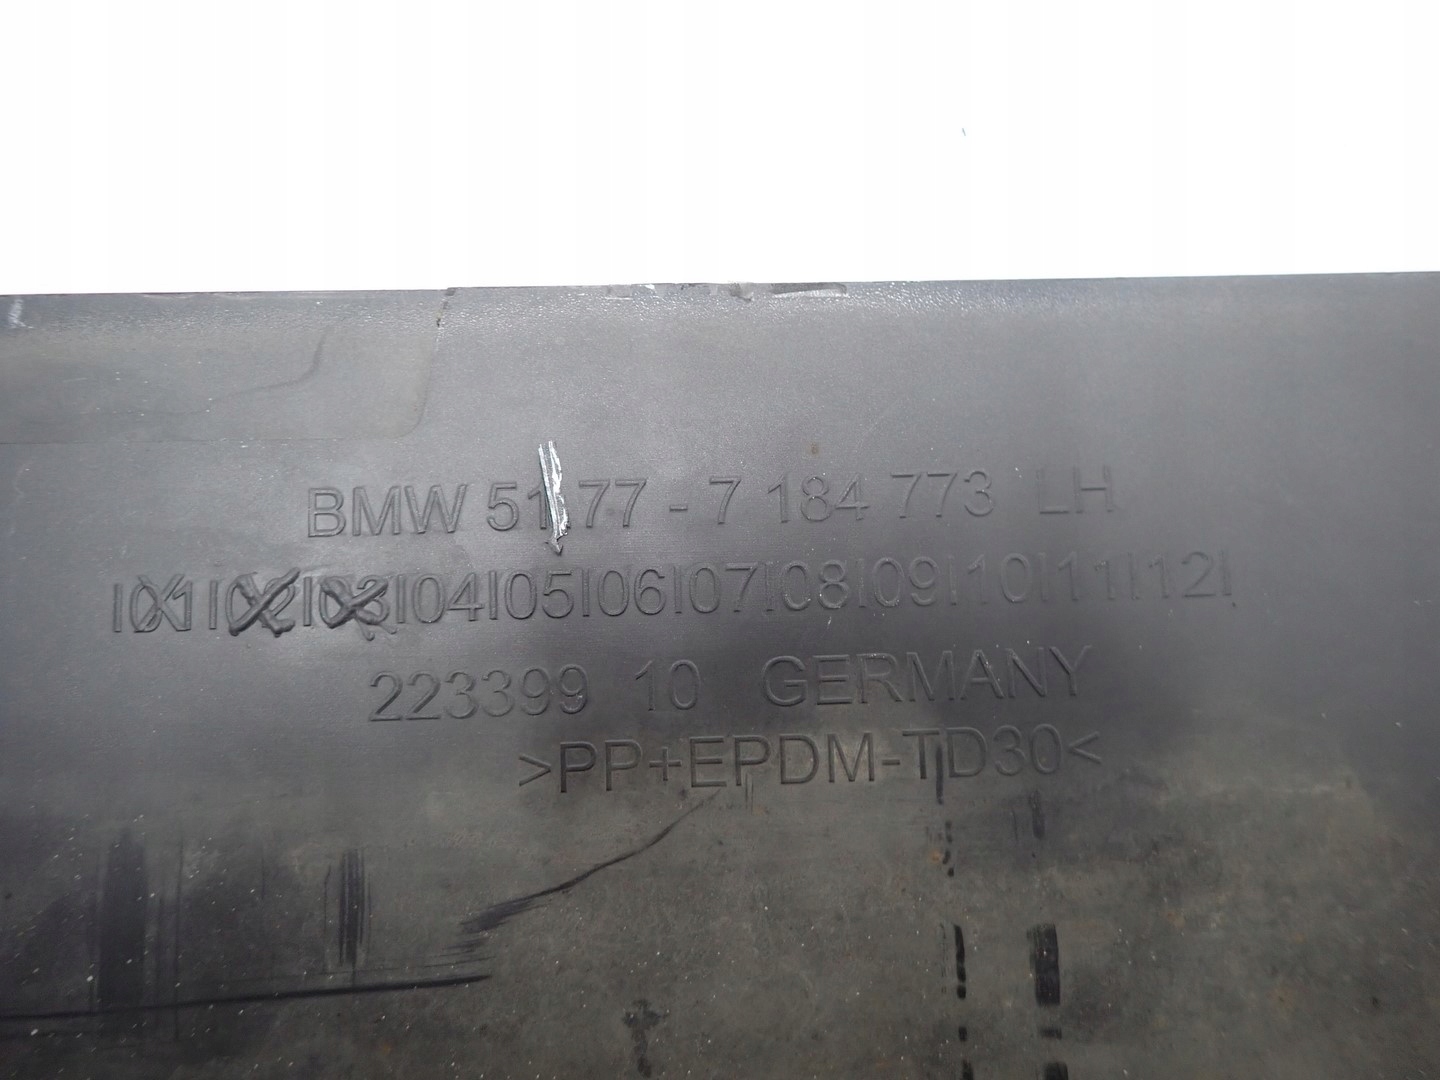 BMW 51 77 - 7 184 773 LH
|01|02|03|04|05|06|07|08|09|10|11|12|
223399 10 GERMANY
>PP+EPDM-TD30<